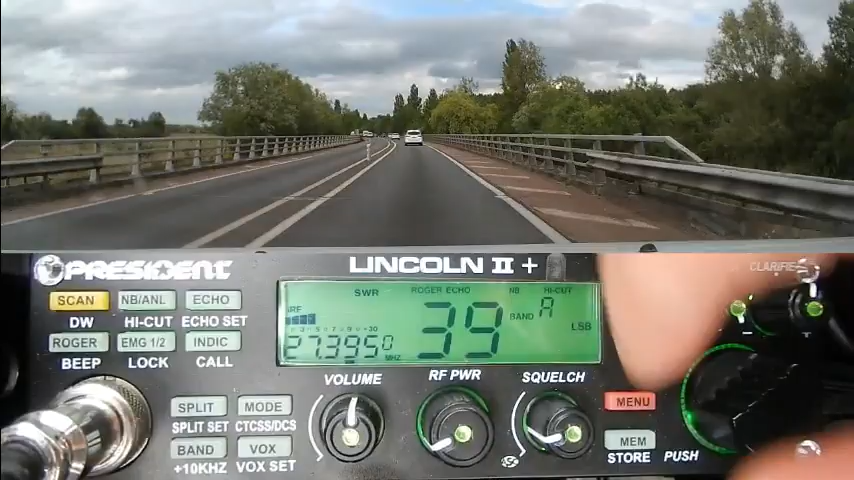 PRESIDENT
LINCOLN II +
CLARIFIER
SCAN NB/ANL ECHO
DW HI-CUT ECHO SET
ROGER EMG 1/2 INDIC
BEEP LOCK CALL
SWR ROGER ECHO NB HI-CUT
39 BAND A
LSB
27.3950 MHZ
VOLUME RF PWR SQUELCH
SPLIT MODE
SPLIT SET CTCSS/DCS
BAND VOX
+10KHZ VOX SET
MENU
MEM
STORE PUSH